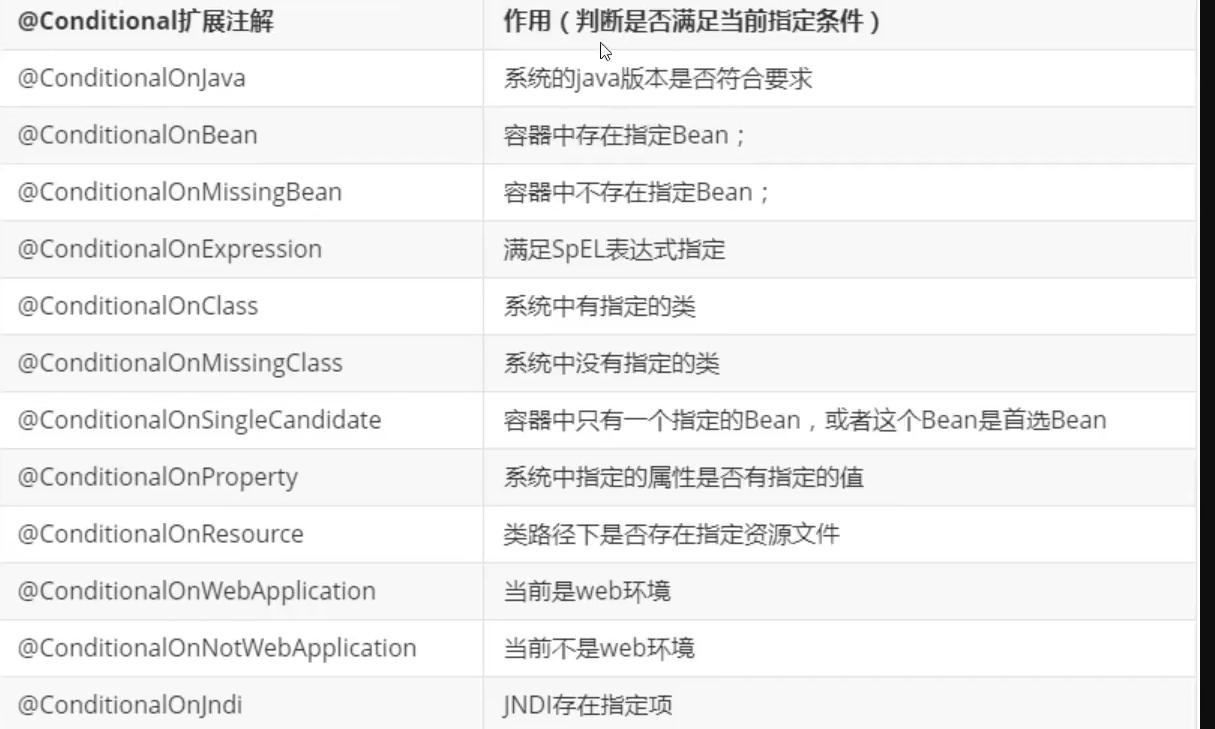 @Conditional扩展注解 作用（判断是否满足当前指定条件）
@ConditionalOnJava 系统的java版本是否符合要求
@ConditionalOnBean 容器中存在指定Bean；
@ConditionalOnMissingBean 容器中不存在指定Bean；
@ConditionalOnExpression 满足SpEL表达式指定
@ConditionalOnClass 系统中有指定的类
@ConditionalOnMissingClass 系统中没有指定的类
@ConditionalOnSingleCandidate 容器中只有一个指定的Bean，或者这个Bean是首选Bean
@ConditionalOnProperty 系统中指定的属性是否有指定的值
@ConditionalOnResource 类路径下是否存在指定资源文件
@ConditionalOnWebApplication 当前是web环境
@ConditionalOnNotWebApplication 当前不是web环境
@ConditionalOnJndi JNDI存在指定项